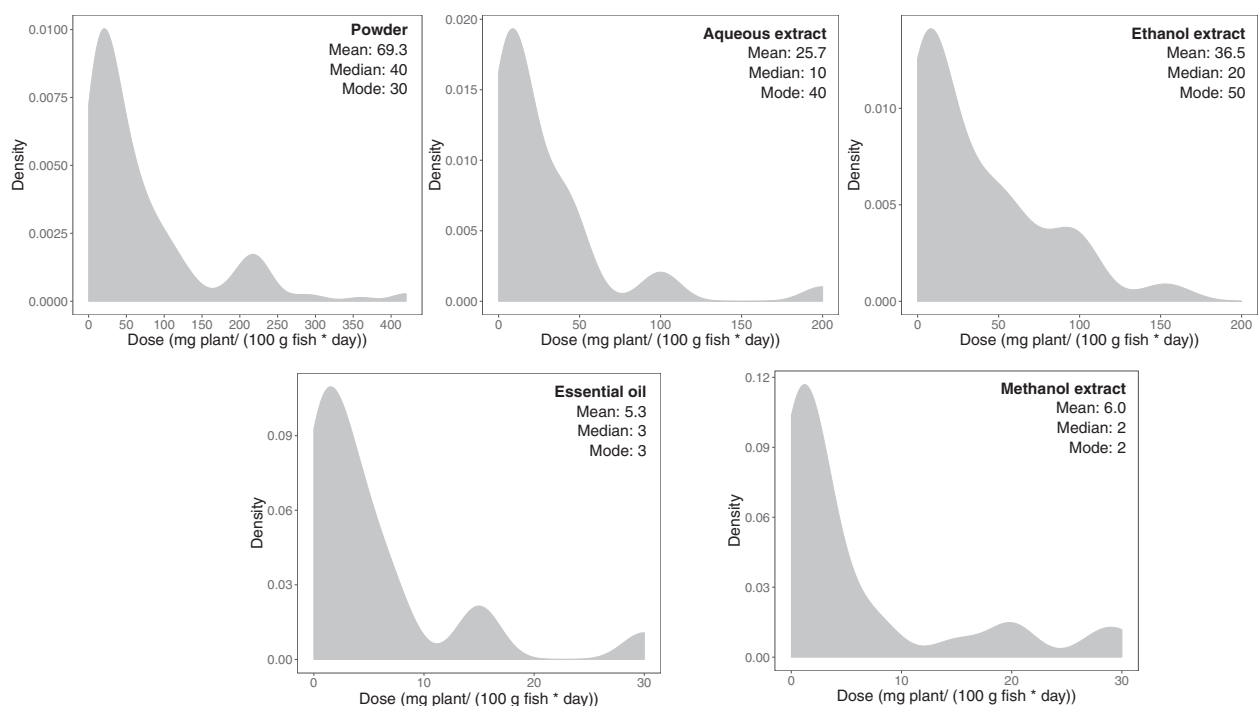 Powder
Mean: 69.3
Median: 40
Mode: 30
0.0100
0.0075
0.0050
0.0025
0.0000
Density
0 50 100 150 200 250 300 350 400
Dose (mg plant/ (100 g fish * day))
Aqueous extract
Mean: 25.7
Median: 10
Mode: 40
0.020
0.015
0.010
0.005
0.000
Density
0 50 100 150 200
Dose (mg plant/ (100 g fish * day))
Ethanol extract
Mean: 36.5
Median: 20
Mode: 50
0.010
0.005
0.000
Density
0 50 100 150 200
Dose (mg plant/ (100 g fish * day))
Essential oil
Mean: 5.3
Median: 3
Mode: 3
0.09
0.06
0.03
0.00
Density
0 10 20 30
Dose (mg plant/ (100 g fish * day))
Methanol extract
Mean: 6.0
Median: 2
Mode: 2
0.12
0.09
0.06
0.03
0.00
Density
0 10 20 30
Dose (mg plant/ (100 g fish * day))